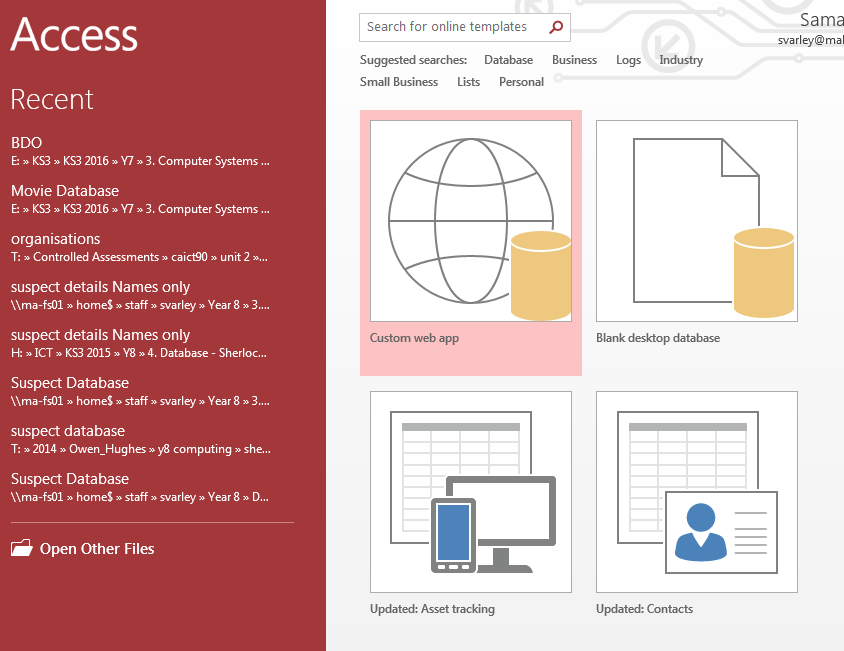 Access
Recent
BDO
E: » KS3 » KS3 2016 » Y7 » 3. Computer Systems ...
Movie Database
E: » KS3 » KS3 2016 » Y7 » 3. Computer Systems ...
organisations
T: » Controlled Assessments » caict90 » unit 2 »...
suspect details Names only
\\ma-fs01 » home$ » staff » svarley » Year 8 » 3....
suspect details Names only
H: » ICT » KS3 2015 » Y8 » 4. Database - Sherloc...
Suspect Database
\\ma-fs01 » home$ » staff » svarley » Year 8 » 3....
suspect database
T: » 2014 » Owen_Hughes » y8 computing » she...
Suspect Database
\\ma-fs01 » home$ » staff » svarley » Year 8 » D...
Open Other Files
Search for online templates
Sama
svarley@mal
Suggested searches: Database Business Logs Industry
Small Business Lists Personal
Custom web app
Blank desktop database
Updated: Asset tracking
Updated: Contacts